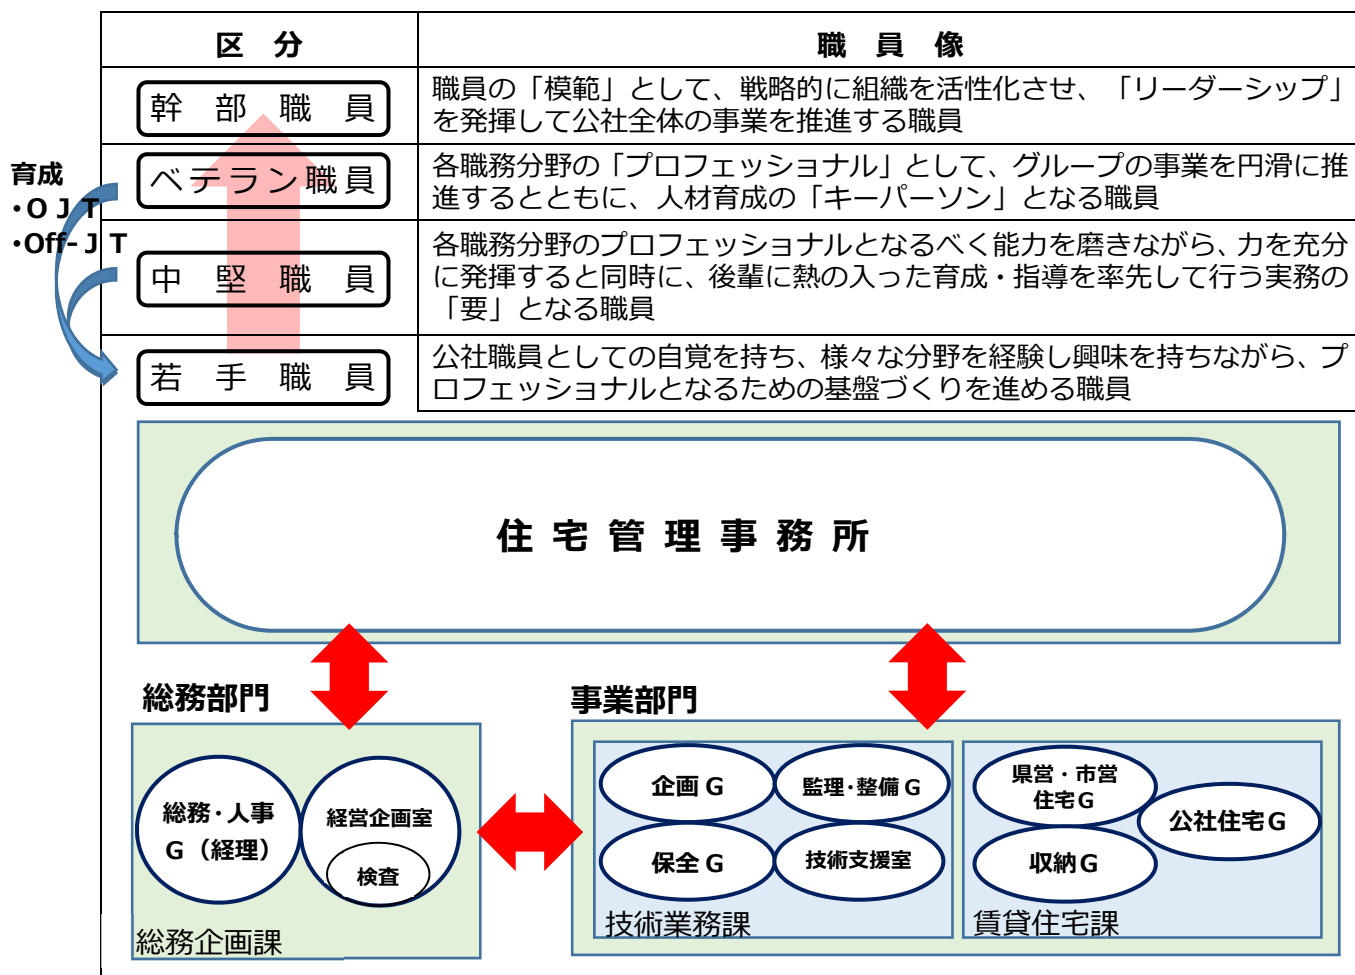 区 分
職 員 像
幹 部 職 員
職員の「模範」として、戦略的に組織を活性化させ、「リーダーシップ」
を発揮して公社全体の事業を推進する職員
育成
・ＯＪＴ
・Off-ＪＴ
ベテラン職員
各職務分野の「プロフェッショナル」として、グループの事業を円滑に推
進するとともに、人材育成の「キーパーソン」となる職員
中 堅 職 員
各職務分野のプロフェッショナルとなるべく能力を磨きながら、力を充分
に発揮すると同時に、後輩に熱の入った育成・指導を率先して行う実務の
「要」となる職員
若 手 職 員
公社職員としての自覚を持ち、様々な分野を経験し興味を持ちながら、プ
ロフェッショナルとなるための基盤づくりを進める職員
住 宅 管 理 事 務 所
総務部門
総務・人事
G（経理）
経営企画室
検査
総務企画課
事業部門
企画 G
監理・整備 G
保全 G
技術支援室
技術業務課
県営・市営
住宅G
公社住宅G
収納G
賃貸住宅課